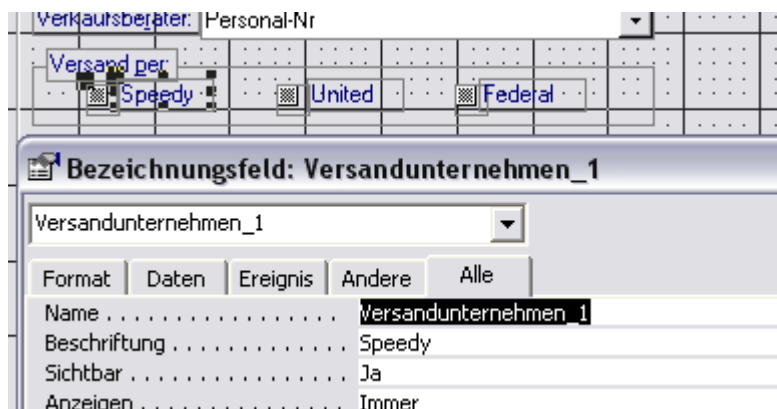 Verkaufsberater: Personal-Nr
Versand per:
Speedy United Federal
Bezeichnungsfeld: Versandunternehmen_1
Versandunternehmen_1
Format Daten Ereignis Andere Alle
Name . . . . . . . . . . . . . . . . . Versandunternehmen_1
Beschriftung . . . . . . . . . . . . . Speedy
Sichtbar . . . . . . . . . . . . . . . . Ja
Anzeigen . . . . . . . . . . . . . . . Immer